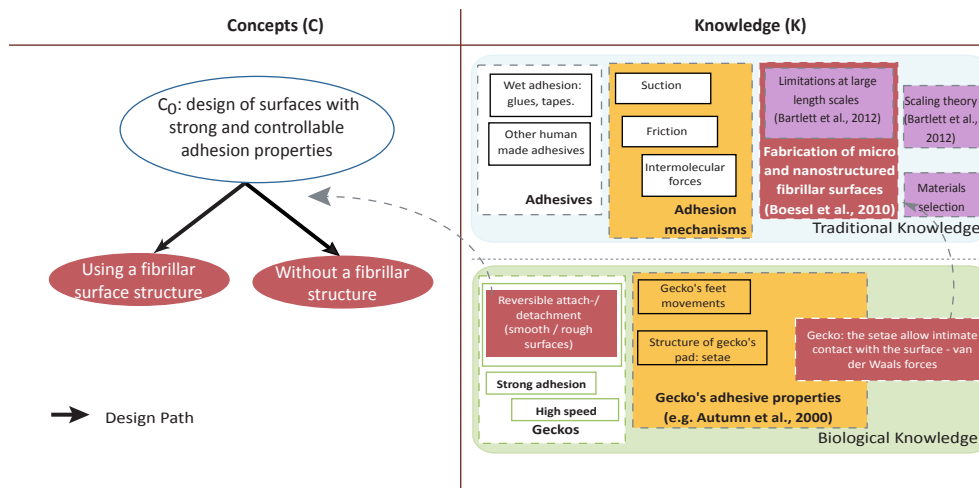 Concepts (C)
Knowledge (K)
C0: design of surfaces with
strong and controllable
adhesion properties
Using a fibrillar
surface structure
Without a fibrillar
structure
Design Path
Wet adhesion:
glues, tapes.
Other human
made adhesives
Adhesives
Suction
Friction
Intermolecular
forces
Adhesion
mechanisms
Limitations at large
length scales
(Bartlett et al., 2012)
Fabrication of micro
and nanostructured
fibrillar surfaces
(Boesel et al., 2010)
Scaling theory
(Bartlett et al.,
2012)
Materials
selection
Traditional Knowledge
Reversible attach-/
detachment
(smooth / rough
surfaces)
Strong adhesion
High speed
Geckos
Gecko's feet
movements
Structure of gecko's
pad: setae
Gecko's adhesive properties
(e.g. Autumn et al., 2000)
Gecko: the setae allow intimate
contact with the surface - van
der Waals forces
Biological Knowledge